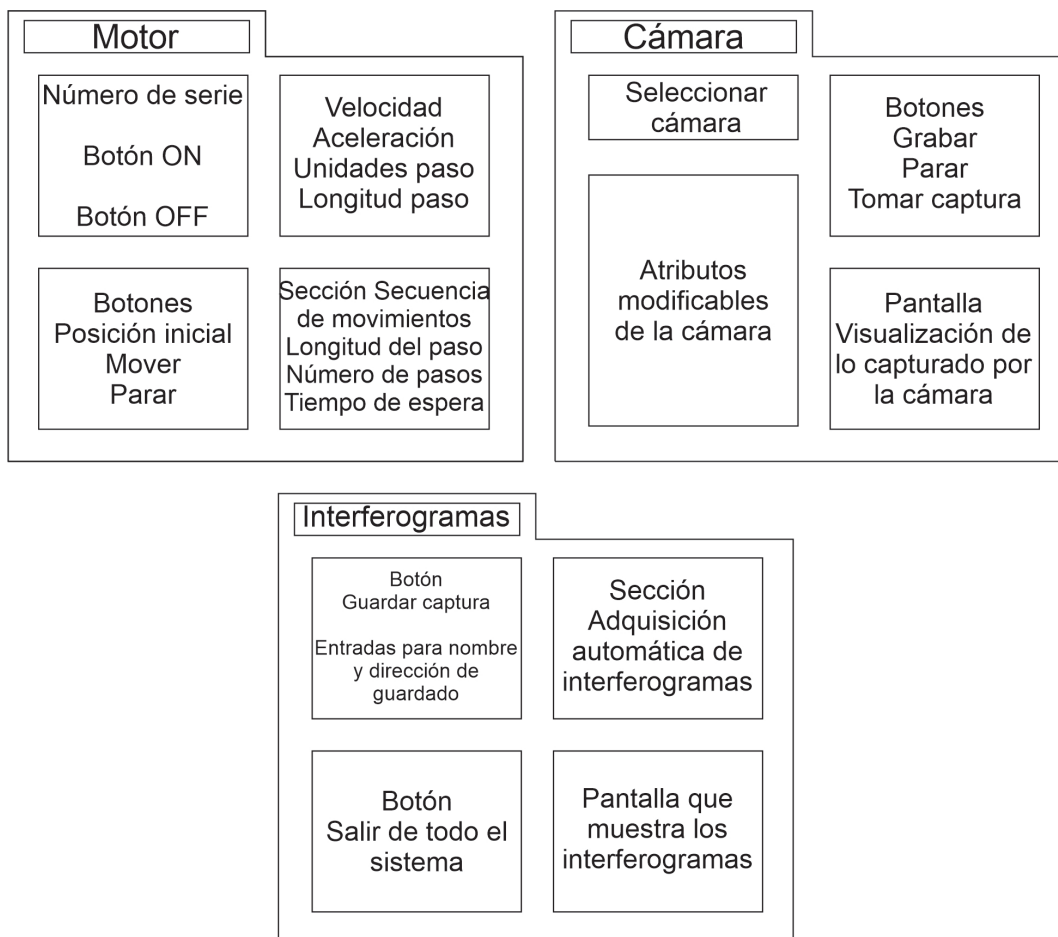 Motor
Número de serie
Botón ON
Botón OFF
Velocidad
Aceleración
Unidades paso
Longitud paso
Botones
Posición inicial
Mover
Parar
Sección Secuencia
de movimientos
Longitud del paso
Número de pasos
Tiempo de espera
Cámara
Seleccionar
cámara
Botones
Grabar
Parar
Tomar captura
Atributos
modificables
de la cámara
Pantalla
Visualización de
lo capturado por
la cámara
Interferogramas
Botón
Guardar captura
Entradas para nombre
y dirección de
guardado
Sección
Adquisición
automática de
interferogramas
Botón
Salir de todo el
sistema
Pantalla que
muestra los
interferogramas